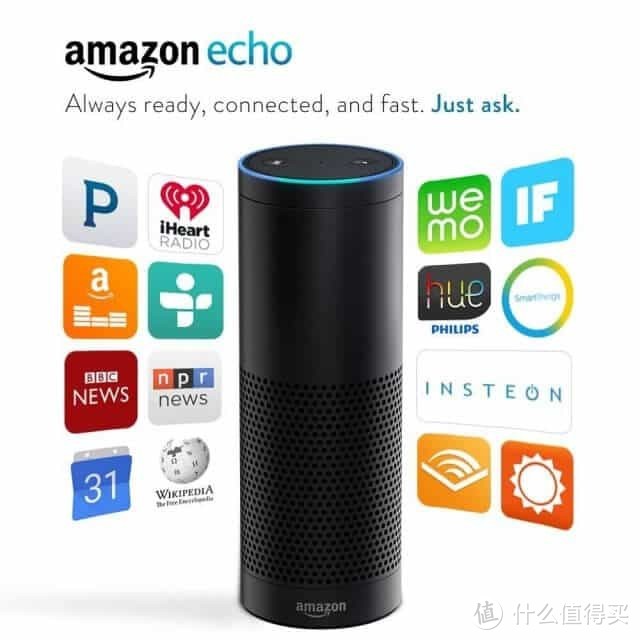 amazon echo
Always ready, connected, and fast. Just ask.
P
iHeart
RADIO
a
BBC
NEWS
n p r
news
31
WIKIPEDIA
The Free Encyclopedia
we
mo
IF
hue
PHILIPS
SmartThings
INSTEON
amazon
值 什么值得买